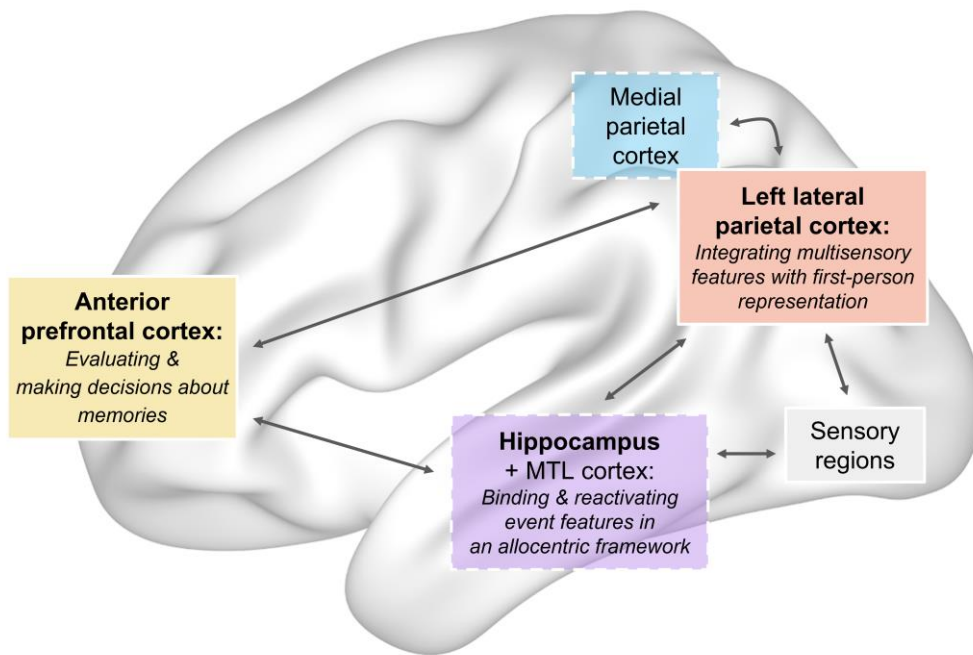 Medial
parietal
cortex
Left lateral
parietal cortex:
Integrating multisensory
features with first-person
representation
Anterior
prefrontal cortex:
Evaluating &
making decisions about
memories
Hippocampus
+ MTL cortex:
Binding & reactivating
event features in
an allocentric framework
Sensory
regions